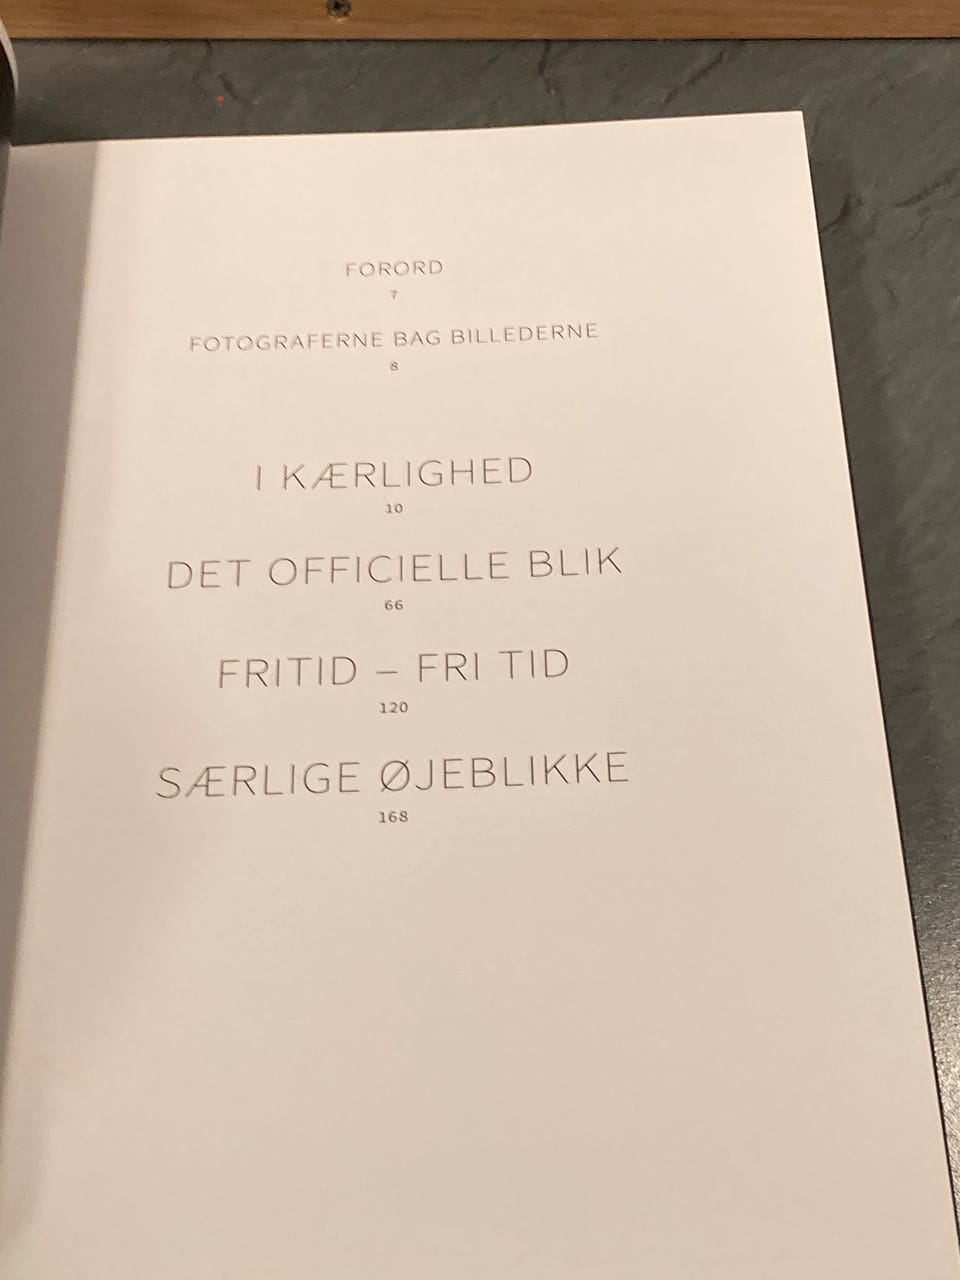 FORORD
7
FOTOGRAFERNE BAG BILLEDERNE
8
I KÆRLIGHED
10
DET OFFICIELLE BLIK
66
FRITID – FRI TID
120
SÆRLIGE ØJEBLIKKE
168